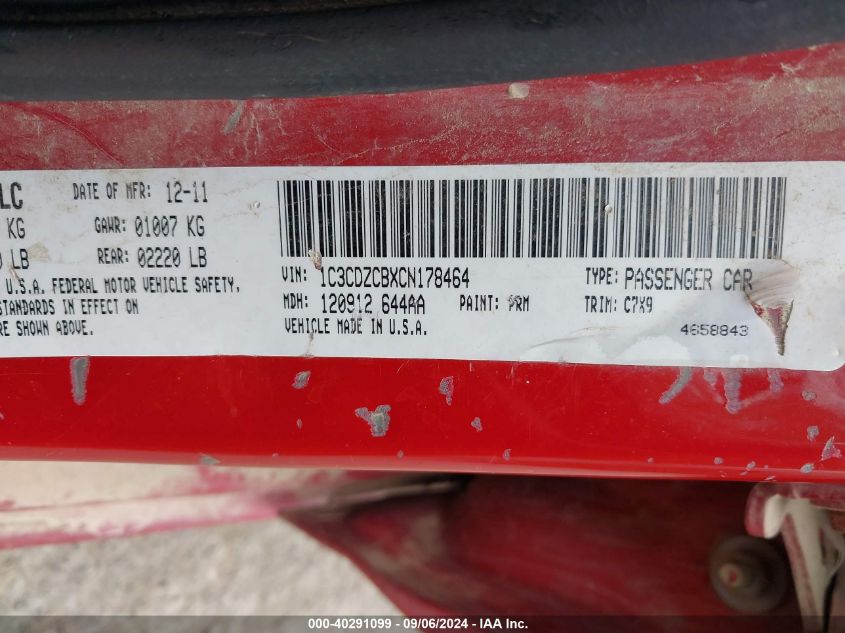 LC DATE OF MFR: 12-11
KG GAWR: 01007 KG
LB REAR: 02220 LB
U.S.A. FEDERAL MOTOR VEHICLE SAFETY,
STANDARDS IN EFFECT ON
RE SHOWN ABOVE.
VIN: 1C3CDZCBXCN178464 TYPE: PASSENGER CAR
MDH: 120912 644AA PAINT: PRM TRIM: C7X9
VEHICLE MADE IN U.S.A.
4658843
000-40291099 - 09/06/2024 - IAA Inc.